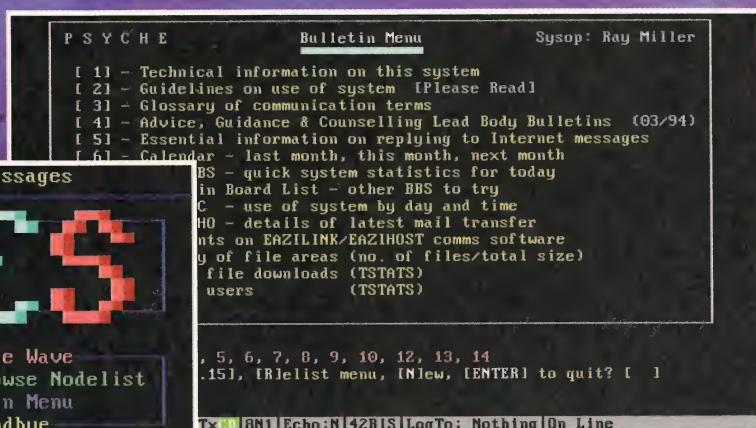 P S Y C H E Bulletin Menu Sysop: Ray Miller
[ 1] - Technical information on this system
[ 2] - Guidelines on use of system [Please Read]
[ 3] - Glossary of communication terms
[ 4] - Advice, Guidance & Counselling Lead Body Bulletins (03/94)
[ 5] - Essential information on replying to Internet messages
[ 6] - Calendar - last month, this month, next month
BS - quick system statistics for today
in Board List - other BBS to try
C - use of system by day and time
HO - details of latest mail transfer
nts on EAZILINK/EAZIHOST comms software
y of file areas (no. of files/total size)
file downloads (TSTATS)
users (TSTATS)
, 5, 6, 7, 8, 9, 10, 12, 13, 14
.15], [R]elist menu, [N]ew, [ENTER] to quit? [ ]
Tx CD 8N1 Echo:N 42BIS LogTo: Nothing On Line
ssages
CS
e Wave
wse Nodelist
n Menu
dbye